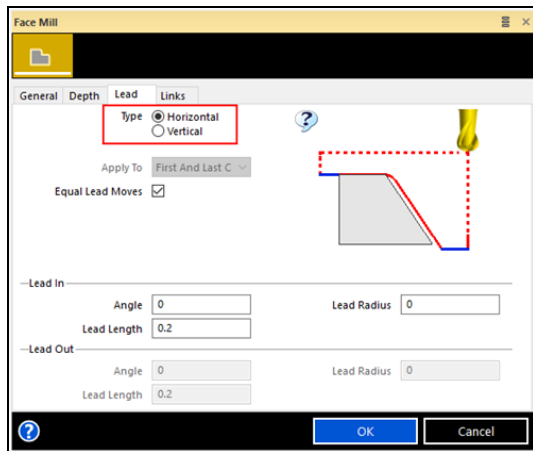 Face Mill
General Depth Lead Links
Type Horizontal
Vertical
Apply To First And Last C
Equal Lead Moves
Lead In
Angle 0 Lead Radius 0
Lead Length 0.2
Lead Out
Angle 0 Lead Radius 0
Lead Length 0.2
OK Cancel